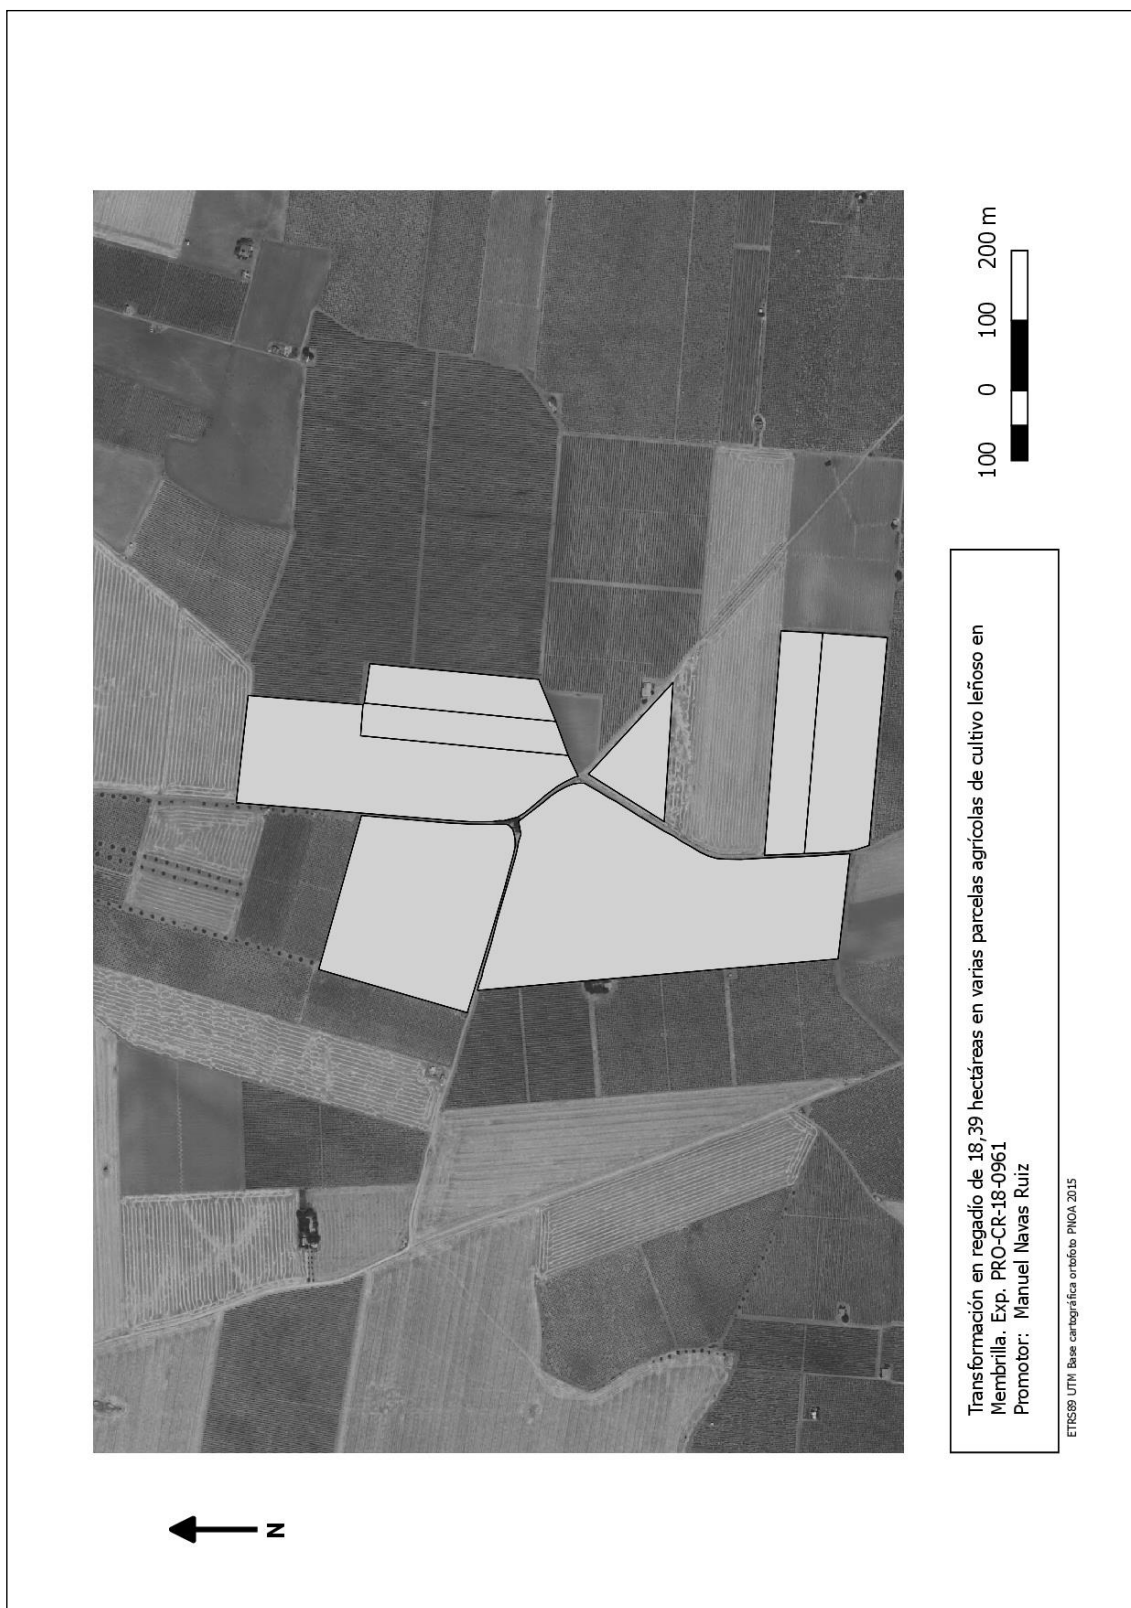 N
Transformación en regadío de 18,39 hectáreas en varias parcelas agrícolas de cultivo leñoso en
Membrilla. Exp. PRO-CR-18-0961
Promotor: Manuel Navas Ruiz
100 0 100 200 m
ETRS89 UTM Base cartográfica ortofoto PNOA 2015